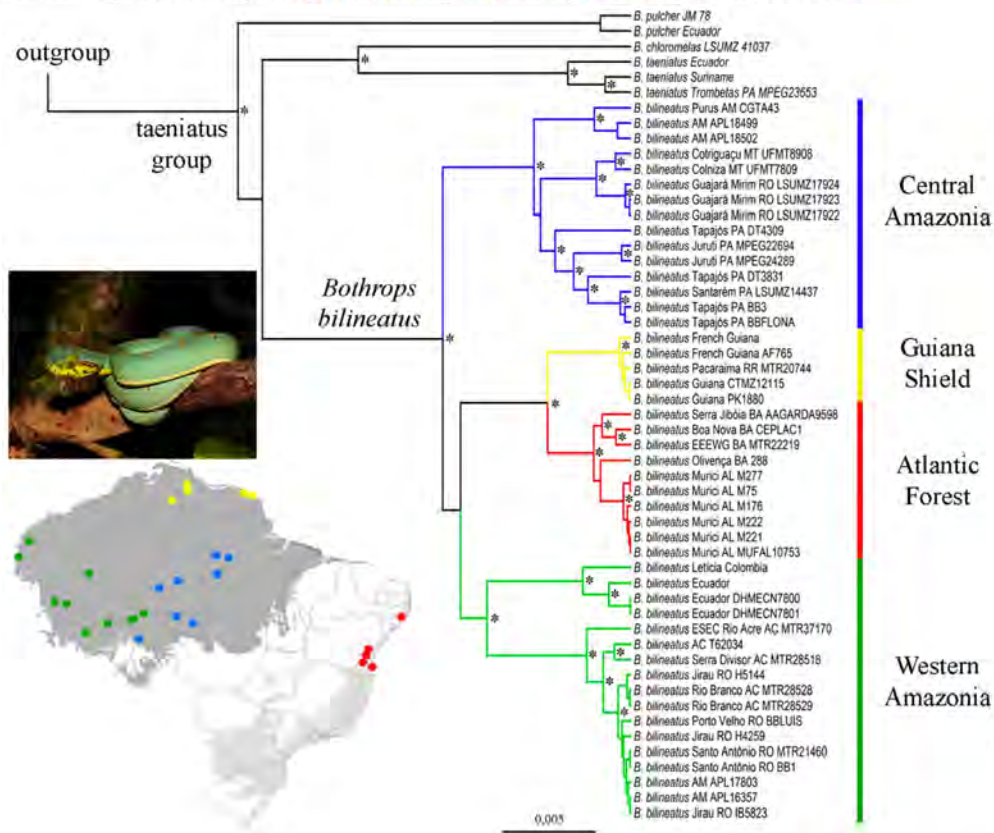 outgroup
taeniatus
group
Bothrops
bilineatus
B. pulcher JM 78
B. pulcher Ecuador
B. chloromelas LSUMZ 41037
B. taeniatus Ecuador
B. taeniatus Suriname
B. taeniatus Trombetas PA MPEG23653
B. bilineatus Purus AM CGTA43
B. bilineatus AM APL18499
B. bilineatus AM APL18502
B. bilineatus Cotriguaçu MT UFMT8908
B. bilineatus Colniza MT UFMT7809
B. bilineatus Guajará Mirim RO LSUMZ17924
B. bilineatus Guajará Mirim RO LSUMZ17923
B. bilineatus Guajará Mirim RO LSUMZ17922
B. bilineatus Tapajós PA DT4309
B. bilineatus Juruti PA MPEG22694
B. bilineatus Juruti PA MPEG24289
B. bilineatus Tapajós PA DT3831
B. bilineatus Santarém PA LSUMZ14437
B. bilineatus Tapajós PA BB3
B. bilineatus Tapajós PA BBFLONA
B. bilineatus French Guiana
B. bilineatus French Guiana AF765
B. bilineatus Pacaraima RR MTR20744
B. bilineatus Guiana CTMZ12115
B. bilineatus Guiana PK1880
B. bilineatus Serra Jibóia BA AAGARDA9598
B. bilineatus Boa Nova BA CEPLAC1
B. bilineatus EEEWG BA MTR22219
B. bilineatus Olivença BA 288
B. bilineatus Murici AL M277
B. bilineatus Murici AL M75
B. bilineatus Murici AL M176
B. bilineatus Murici AL M222
B. bilineatus Murici AL M221
B. bilineatus Murici AL MUFAL10753
B. bilineatus Letícia Colombia
B. bilineatus Ecuador
B. bilineatus Ecuador DHMECN7800
B. bilineatus Ecuador DHMECN7801
B. bilineatus ESEC Rio Acre AC MTR37170
B. bilineatus AC T62034
B. bilineatus Serra Divisor AC MTR28518
B. bilineatus Jirau RO H5144
B. bilineatus Rio Branco AC MTR28528
B. bilineatus Rio Branco AC MTR28529
B. bilineatus Porto Velho RO BBLUIS
B. bilineatus Jirau RO H4259
B. bilineatus Santo Antônio RO MTR21460
B. bilineatus Santo Antônio RO BB1
B. bilineatus AM APL17803
B. bilineatus AM APL16357
B. bilineatus Jirau RO IB5823
Central
Amazonia
Guiana
Shield
Atlantic
Forest
Western
Amazonia
0,005